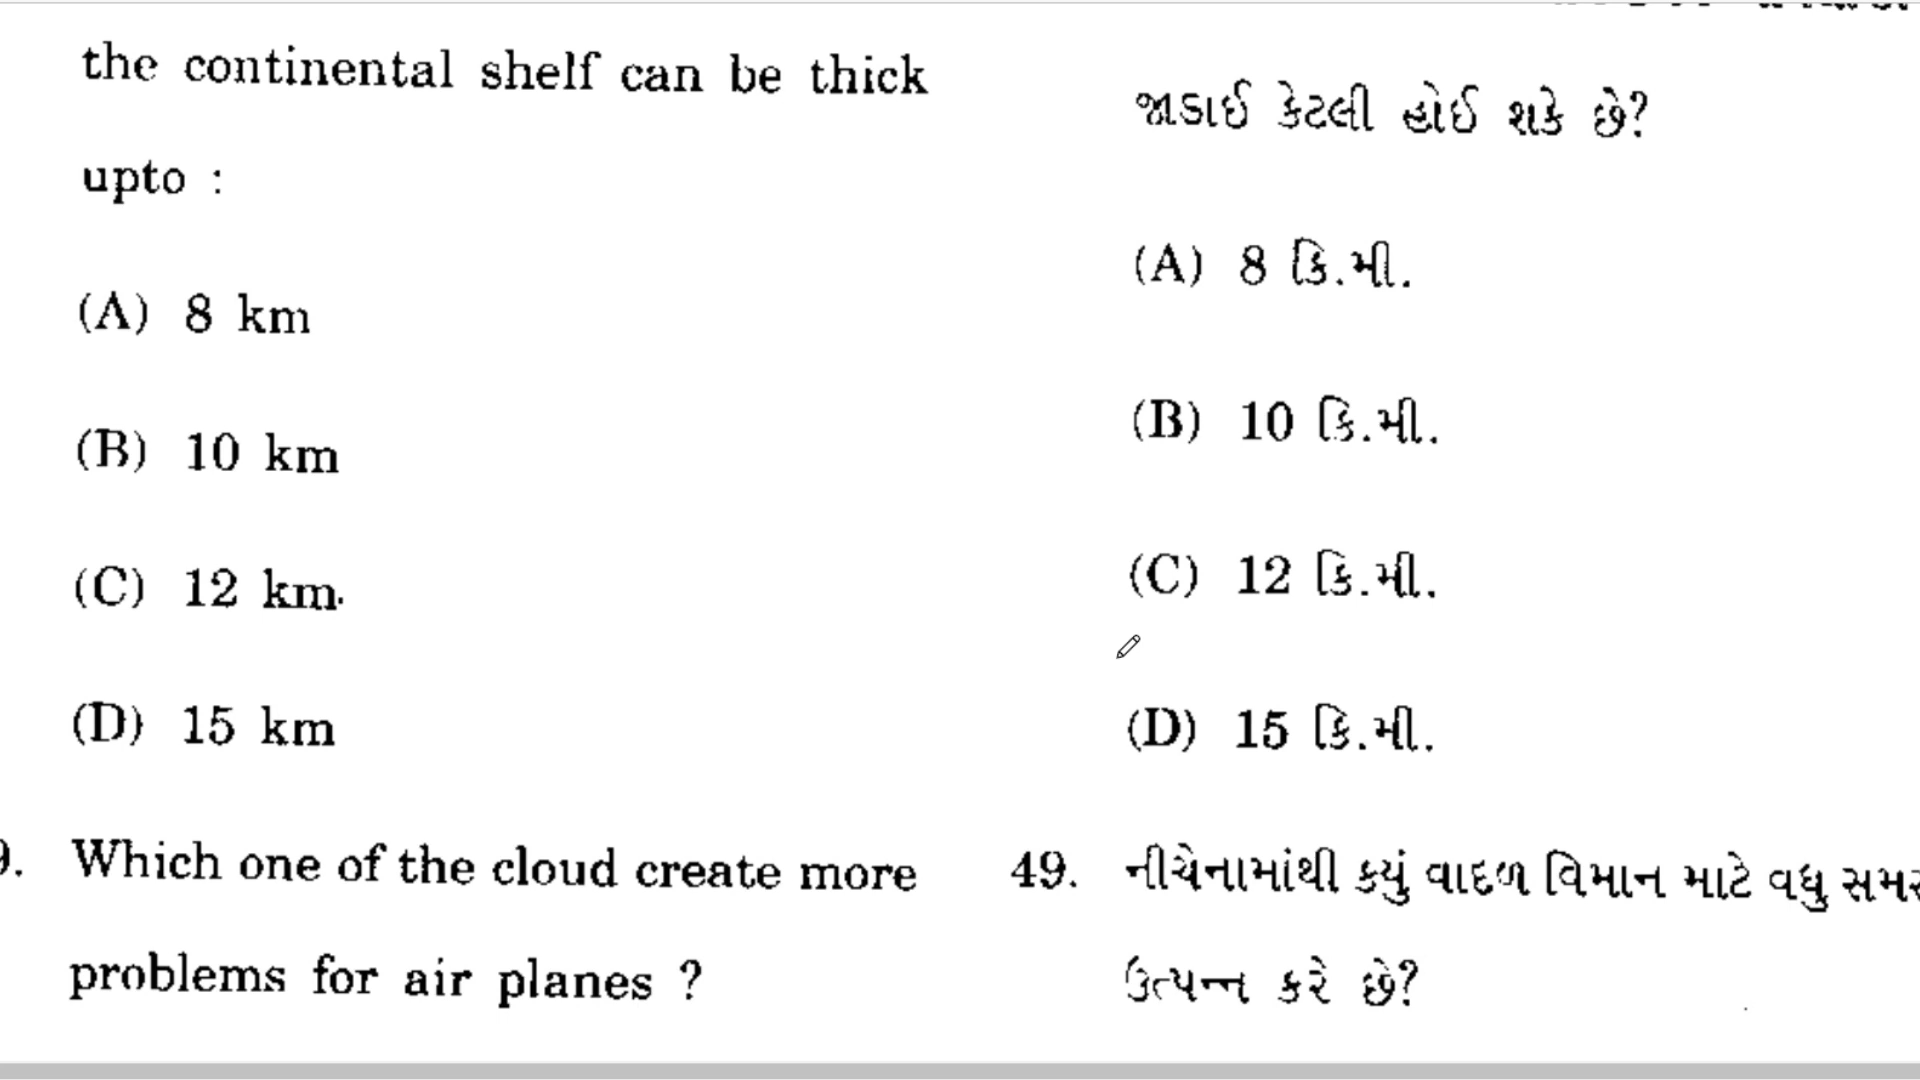 the continental shelf can be thick
upto :
(A) 8 km
(B) 10 km
(C) 12 km.
(D) 15 km
9. Which one of the cloud create more
problems for air planes ?
જાડાઈ કેટલી હોઈ શકે છે?
(A) 8 કિ.મી.
(B) 10 કિ.મી.
(C) 12 કિ.મી.
(D) 15 કિ.મી.
49. નીચેનામાંથી કયું વાદળ વિમાન માટે વધુ
ઉત્પન્ન કરે છે?